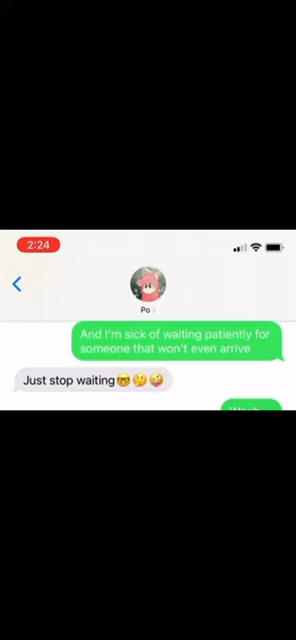 2:24
Po
And I'm sick of waiting patiently for
someone that won't even arrive
Just stop waiting🤓🤔🤪